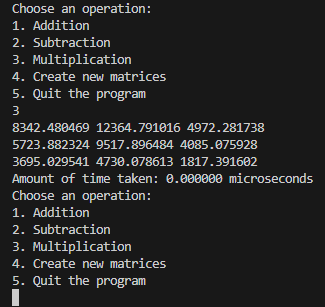 Choose an operation:
1. Addition
2. Subtraction
3. Multiplication
4. Create new matrices
5. Quit the program
3
8342.480469 12364.791016 4972.281738
5723.882324 9517.896484 4085.075928
3695.029541 4730.078613 1817.391602
Amount of time taken: 0.000000 microseconds
Choose an operation:
1. Addition
2. Subtraction
3. Multiplication
4. Create new matrices
5. Quit the program